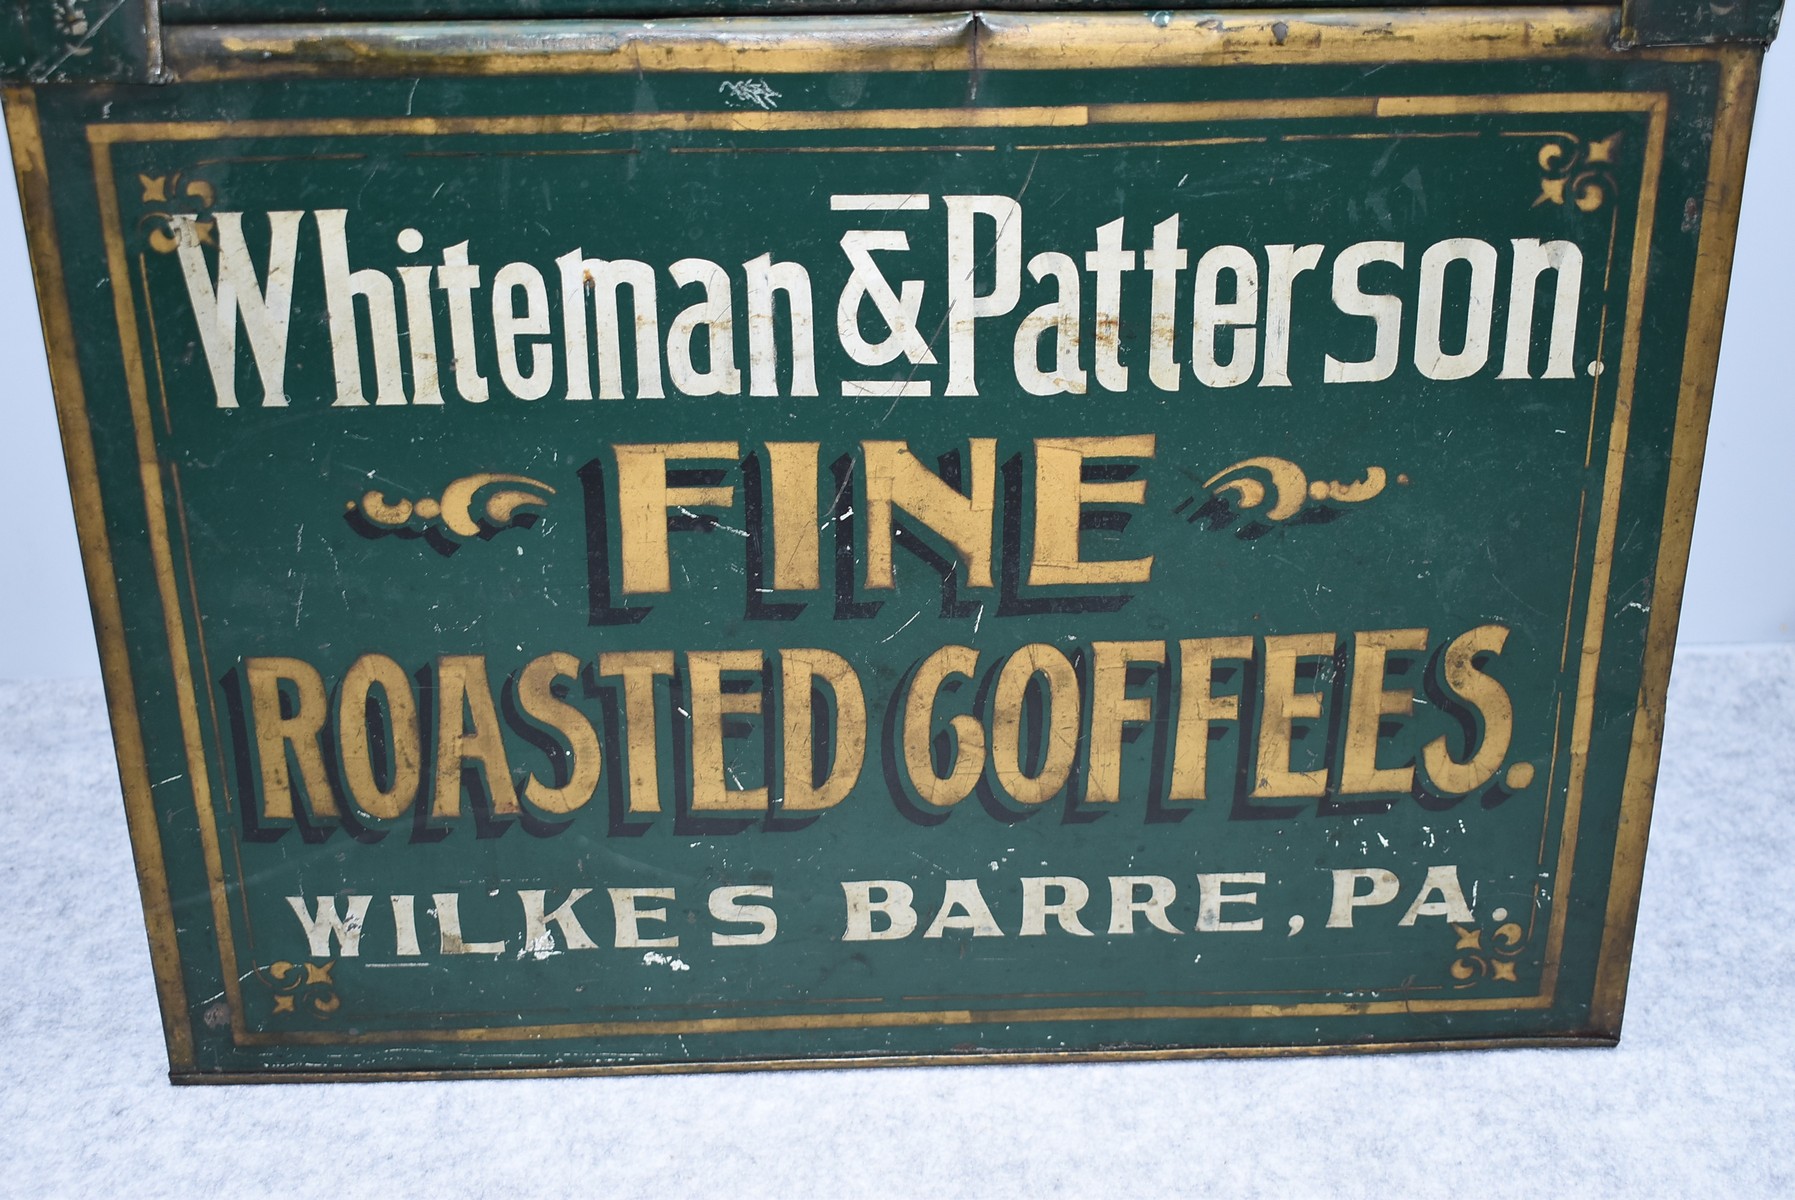 Whiteman & Patterson.
FINE
ROASTED COFFEES.
WILKES BARRE, PA.